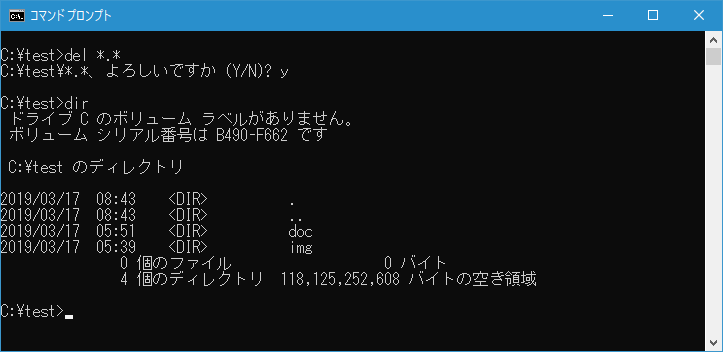 コマンドプロンプト
C:¥test>del *.*
C:¥test¥*.*、よろしいですか (Y/N)? y
C:¥test>dir
ドライブ C のボリューム ラベルがありません。
ボリューム シリアル番号は B490-F662 です
C:¥test のディレクトリ
2019/03/17  08:43    <DIR>          .
2019/03/17  08:43    <DIR>          ..
2019/03/17  05:51    <DIR>          doc
2019/03/17  05:39    <DIR>          img
0 個のファイル                   0 バイト
4 個のディレクトリ  118,125,252,608 バイトの空き領域
C:¥test>